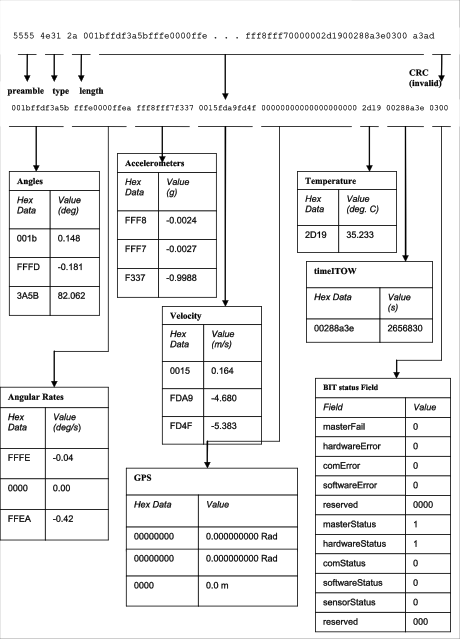 5555 4e31 2a 001bffdf3a5bfffe0000ffe . . . fff8fff70000002d1900288a3e0300 a3ad
preamble type length
CRC
(invalid)
001bffdf3a5b fffe0000ffea fff8fff7f337 0015fda9fd4f 00000000000000000000 2d19 00288a3e 0300
Angles
Hex Data Value (deg)
001b 0.148
FFFD -0.181
3A5B 82.062
Accelerometers
Hex Data Value (g)
FFF8 -0.0024
FFF7 -0.0027
F337 -0.9988
Temperature
Hex Data Value (deg. C)
2D19 35.233
timeITOW
Hex Data Value (s)
00288a3e 2656830
Velocity
Hex Data Value (m/s)
0015 0.164
FDA9 -4.680
FD4F -5.383
Angular Rates
Hex Data Value (deg/s)
FFFE -0.04
0000 0.00
FFEA -0.42
GPS
Hex Data Value
00000000 0.000000000 Rad
00000000 0.000000000 Rad
0000 0.0 m
BIT status Field
Field Value
masterFail 0
hardwareError 0
comError 0
softwareError 0
reserved 0000
masterStatus 1
hardwareStatus 1
comStatus 0
softwareStatus 0
sensorStatus 0
reserved 000